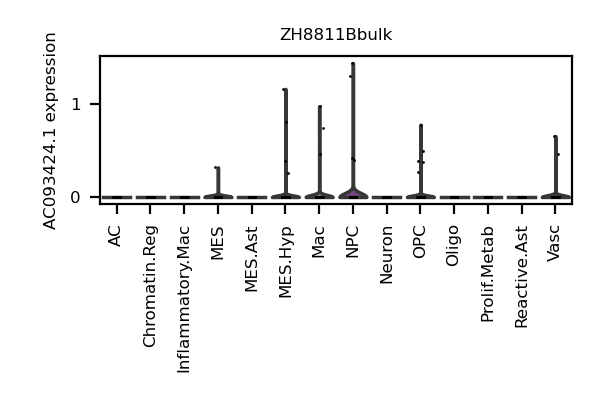 ZH8811Bbulk
AC093424.1 expression
1
0
AC
Chromatin.Reg
Inflammatory.Mac
MES
MES.Ast
MES.Hyp
Mac
NPC
Neuron
OPC
Oligo
Prolif.Metab
Reactive.Ast
Vasc